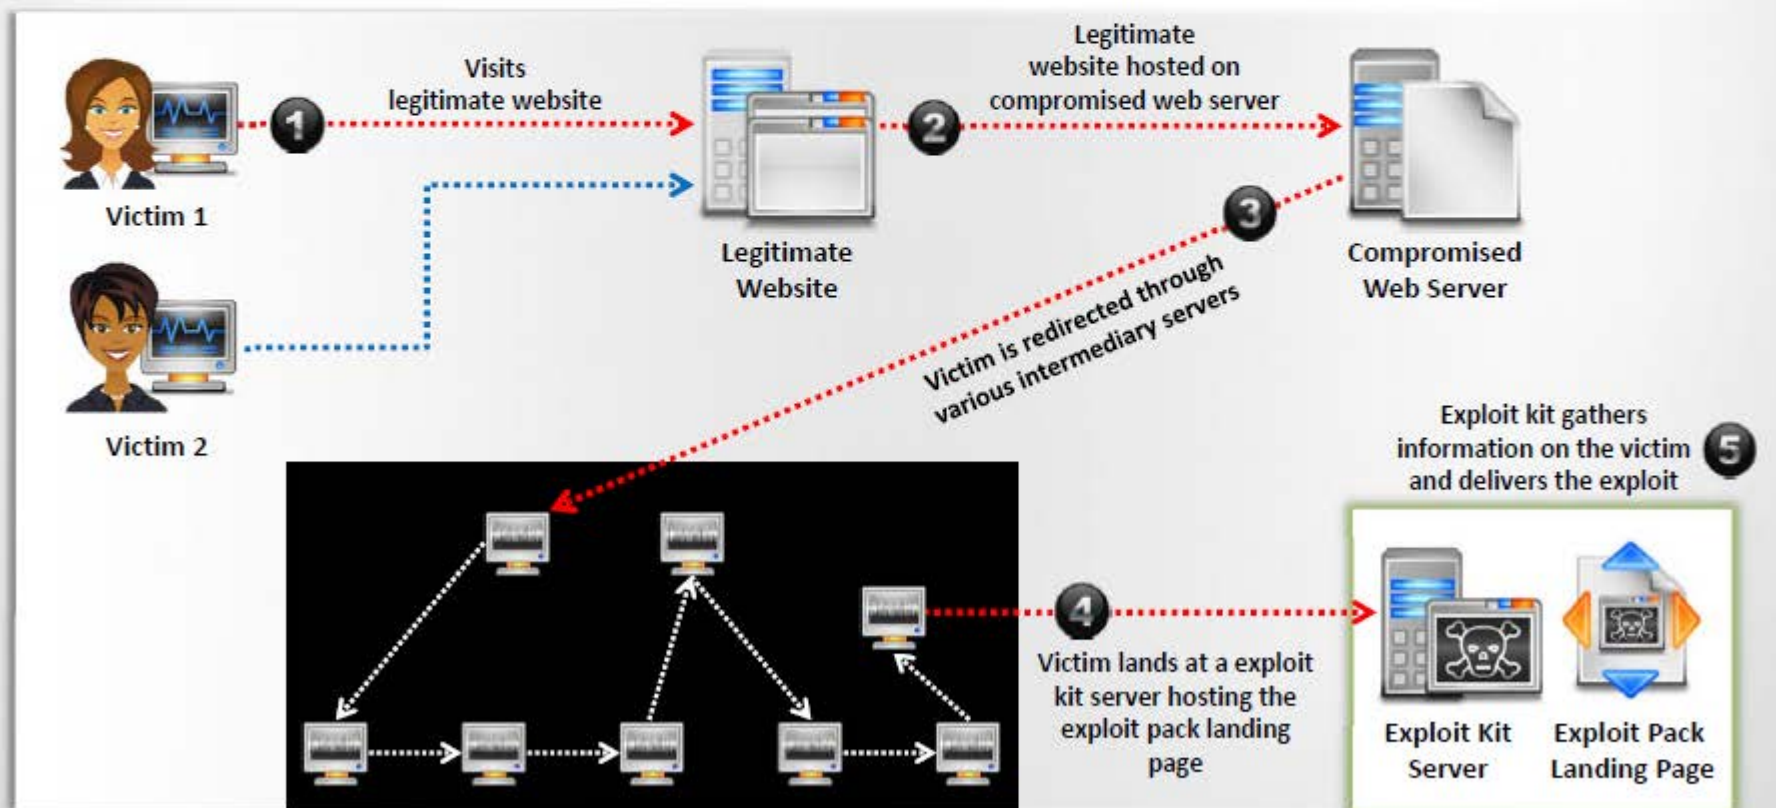 Visits
legitimate website
1
Legitimate
website hosted on
compromised web server
2
Victim 1
Legitimate
Website
3
Compromised
Web Server
Victim is redirected through
various intermediary servers
Victim 2
Exploit kit gathers
information on the victim
and delivers the exploit
5
4
Victim lands at a exploit
kit server hosting the
exploit pack landing
page
Exploit Kit
Server
Exploit Pack
Landing Page